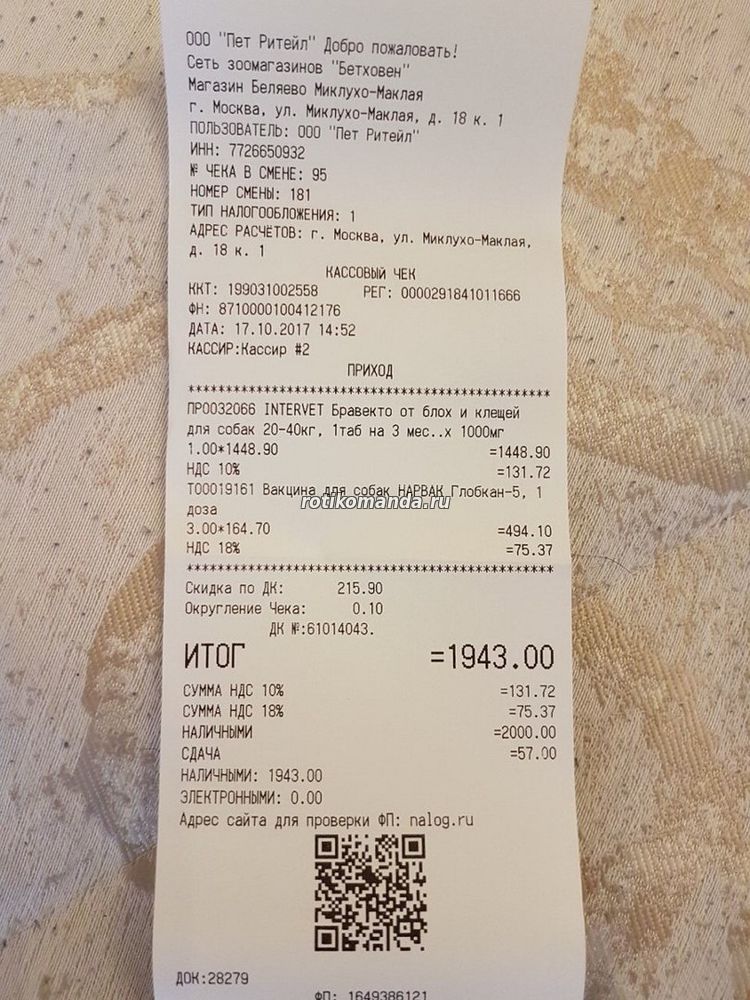 ООО "Пет Ритейл" Добро пожаловать!
Сеть зоомагазинов "Бетховен"
Магазин Беляево Миклухо-Маклая
г. Москва, ул. Миклухо-Маклая, д. 18 к. 1
ПОЛЬЗОВАТЕЛЬ: ООО "Пет Ритейл"
ИНН: 7726650932
№ ЧЕКА В СМЕНЕ: 95
НОМЕР СМЕНЫ: 181
ТИП НАЛОГООБЛОЖЕНИЯ: 1
АДРЕС РАСЧЁТОВ: г. Москва, ул. Миклухо-Маклая,
д. 18 к. 1
КАССОВЫЙ ЧЕК
ККТ: 199031002558 РЕГ: 0000291841011666
ФН: 8710000100412176
ДАТА: 17.10.2017 14:52
КАССИР:Кассир #2
ПРИХОД
**************************************************
ПР0032066 INTERVET Бравекто от блох и клещей
для собак 20-40кг, 1таб на 3 мес..х 1000мг
1.00*1448.90 =1448.90
НДС 10% =131.72
Т00019161 Вакцина для собак НАРВАК Глобкан-5, 1
rotikomanda.ru
доза
3.00*164.70 =494.10
НДС 18% =75.37
**************************************************
Скидка по ДК: 215.90
Округление Чека: 0.10
ДК №:61014043.
ИТОГ =1943.00
СУММА НДС 10% =131.72
СУММА НДС 18% =75.37
НАЛИЧНЫМИ =2000.00
СДАЧА =57.00
НАЛИЧНЫМИ: 1943.00
ЭЛЕКТРОННЫМИ: 0.00
Адрес сайта для проверки ФП: nalog.ru
ДОК:28279
ФП: 1649386121